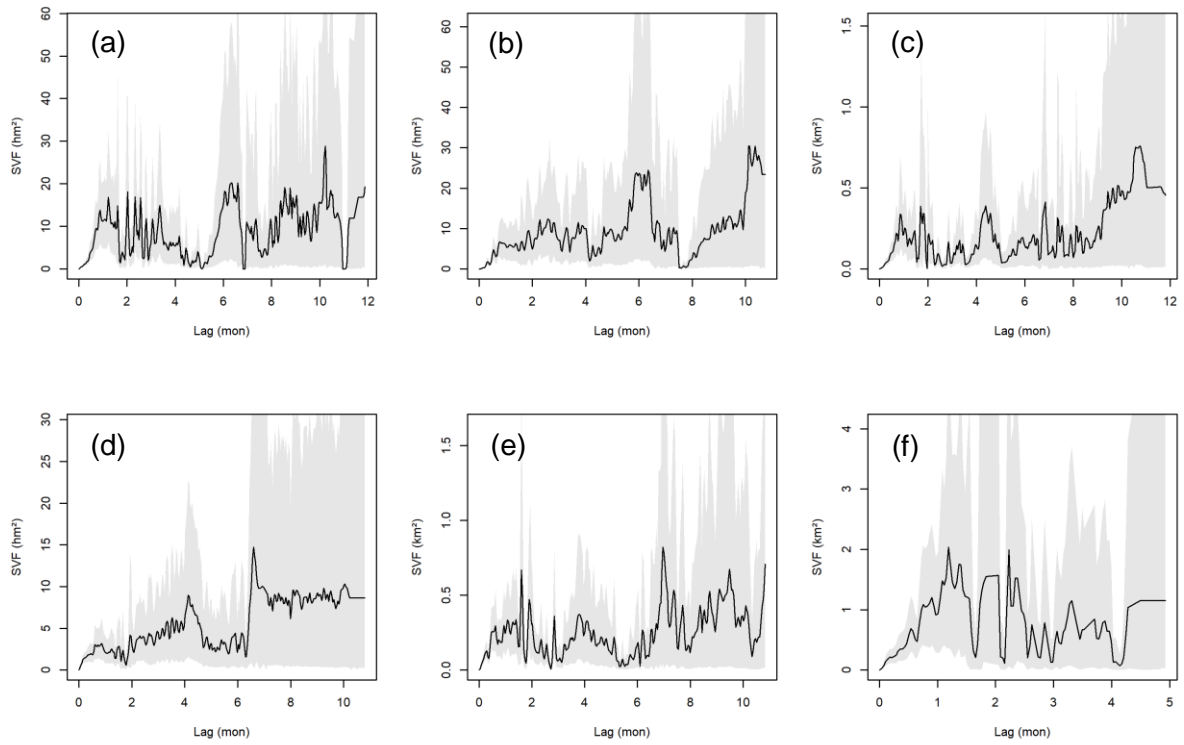 (a)
SVF (hm²)
0 10 20 30 40 50 60
0 2 4 6 8 10 12
Lag (mon)
(b)
SVF (hm²)
0 10 20 30 40 50 60
0 2 4 6 8 10
Lag (mon)
(c)
SVF (km²)
0.0 0.5 1.0 1.5
0 2 4 6 8 10 12
Lag (mon)
(d)
SVF (hm²)
0 5 10 15 20 25 30
0 2 4 6 8 10
Lag (mon)
(e)
SVF (km²)
0.0 0.5 1.0 1.5
0 2 4 6 8 10
Lag (mon)
(f)
SVF (km²)
0 1 2 3 4
0 1 2 3 4 5
Lag (mon)